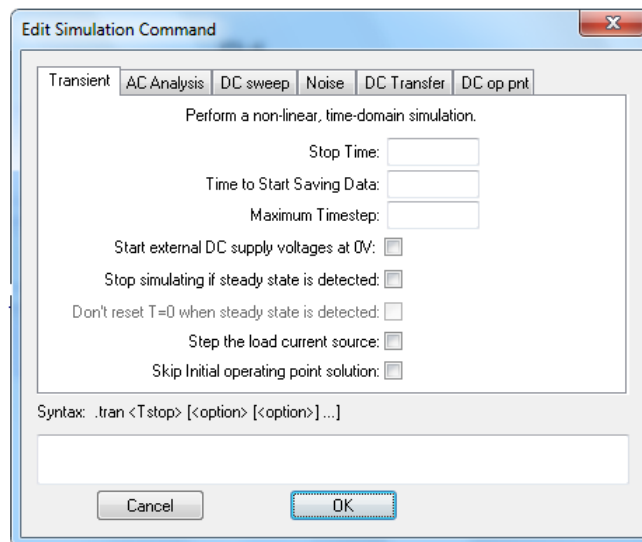 Edit Simulation Command
Transient AC Analysis DC sweep Noise DC Transfer DC op pnt
Perform a non-linear, time-domain simulation.
Stop Time:
Time to Start Saving Data:
Maximum Timestep:
Start external DC supply voltages at 0V:
Stop simulating if steady state is detected:
Don't reset T=0 when steady state is detected:
Step the load current source:
Skip Initial operating point solution:
Syntax: .tran <Tstop> [<option> [<option>] ...]
Cancel OK